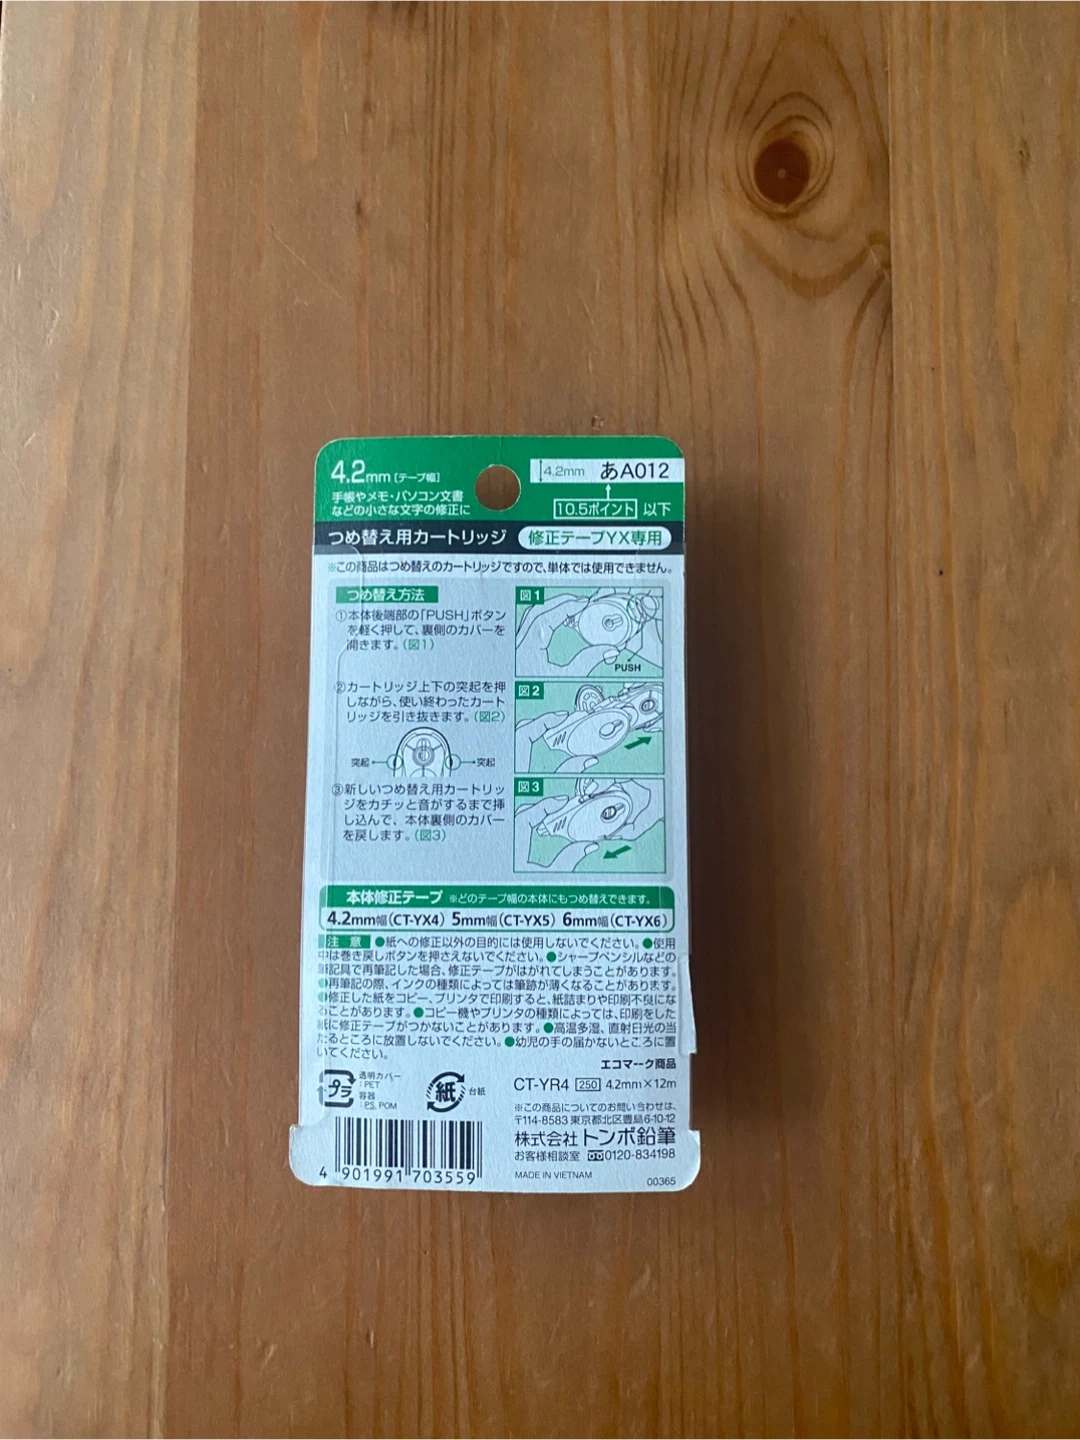 4.2mm [テープ幅]
手帳やメモ・パソコン文書
などの小さな文字の修正に
4.2mm あA012
10.5ポイント 以下
つめ替え用カートリッジ 修正テープYX専用
※この商品はつめ替えのカートリッジですので、単体では使用できません。
つめ替え方法
①本体後端部の「PUSH」ボタン
を軽く押して、裏側のカバーを
開きます。(図1)
図1
PUSH
②カートリッジ上下の突起を押
しながら、使い終わったカート
リッジを引き抜きます。(図2)
突起 突起
図2
③新しいつめ替え用カートリッ
ジをカチッと音がするまで挿
し込んで、本体裏側のカバー
を戻します。(図3)
図3
本体修正テープ ※どのテープ幅の本体にもつめ替えできます。
4.2mm幅(CT-YX4) 5mm幅(CT-YX5) 6mm幅(CT-YX6)
注 意 ●紙への修正以外の目的には使用しないでください。●使用
中は巻き戻しボタンを押さえないでください。●シャープペンシルなどの
筆記具で再筆記した場合、修正テープがはがれてしまうことがあります。
●再筆記の際、インクの種類によっては筆跡が薄くなることがあります。
●修正した紙をコピー、プリンタで印刷すると、紙詰まりや印刷不良にな
ることがあります。●コピー機やプリンタの種類によっては、印刷をした
紙に修正テープがつかないことがあります。●高温多湿、直射日光の当
たるところに放置しないでください。●幼児の手の届かないところに置
いてください。
エコマーク商品
プラ
透明カバー
:PET
容器
:PS, POM
紙 台紙
CT-YR4 250 4.2mm×12m
※この商品についてのお問い合わせは、
〒114-8583 東京都北区豊島6-10-12
株式会社トンボ鉛筆
お客様相談室 0120-834198
MADE IN VIETNAM
00365
4 901991 703559